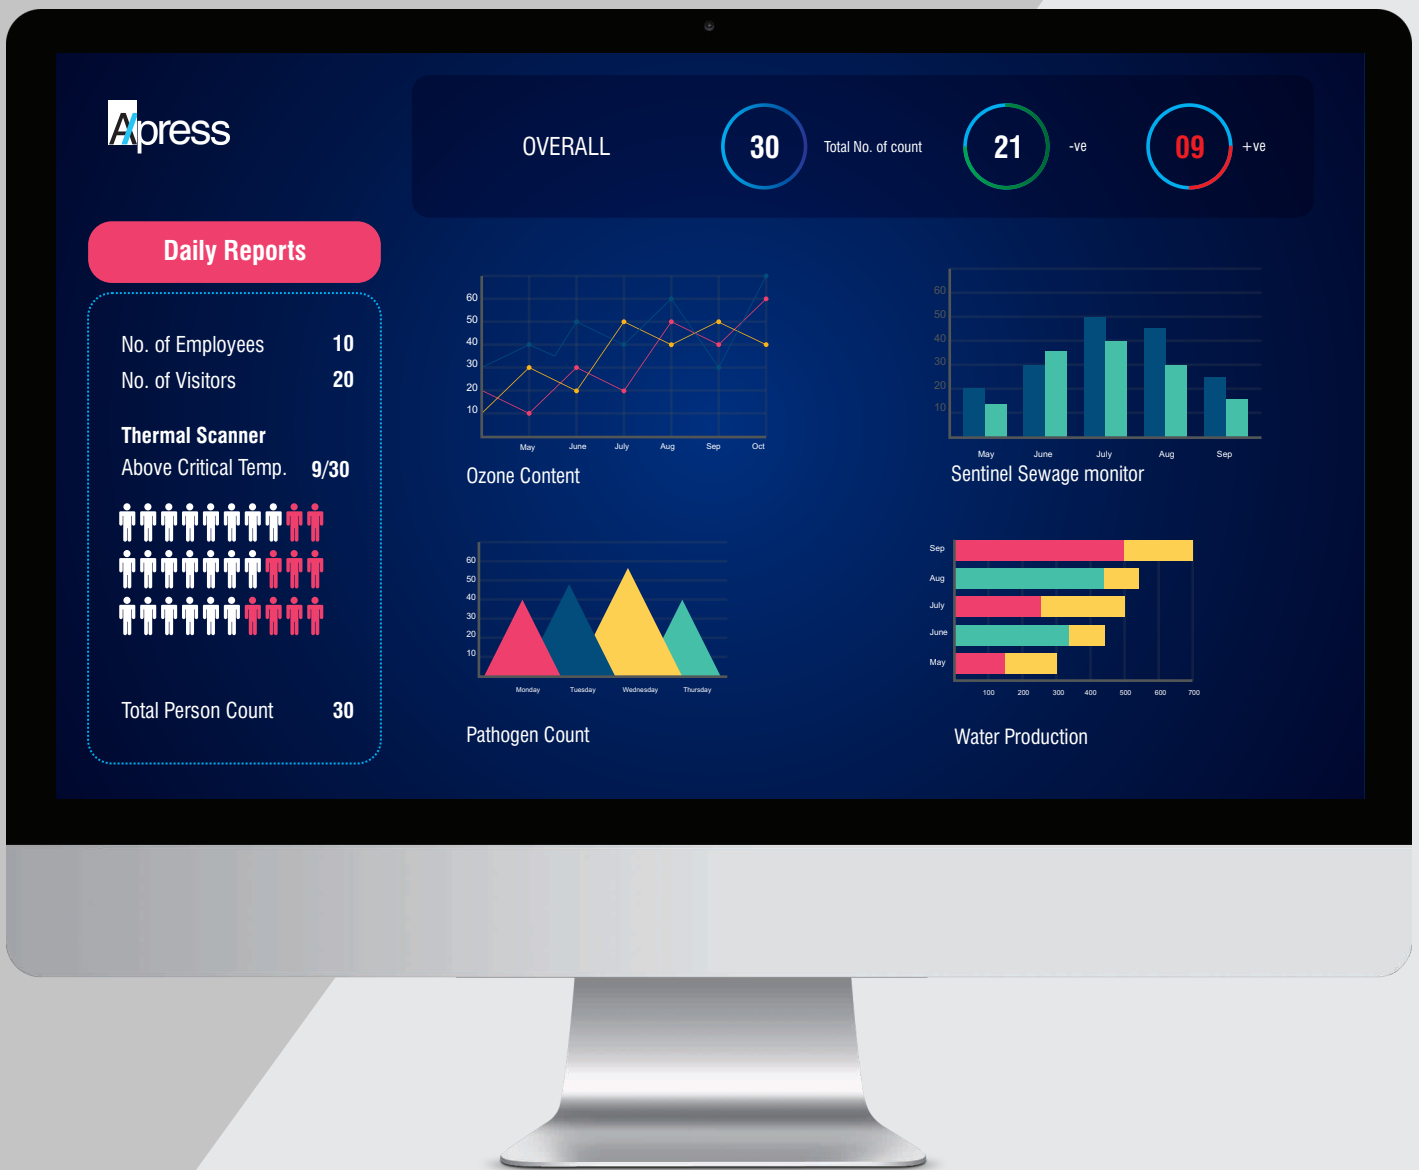 Apress
OVERALL
30
Total No. of count
21
-ve
09
+ve
Daily Reports
No. of Employees 10
No. of Visitors 20
Thermal Scanner
Above Critical Temp. 9/30
Total Person Count 30
60
50
40
30
20
10
May June July Aug Sep Oct
Ozone Content
60
50
40
30
20
10
May June July Aug Sep
Sentinel Sewage monitor
60
50
40
30
20
10
Monday Tuesday Wednesday Thursday
Pathogen Count
Sep
Aug
July
June
May
100 200 300 400 500 600 700
Water Production